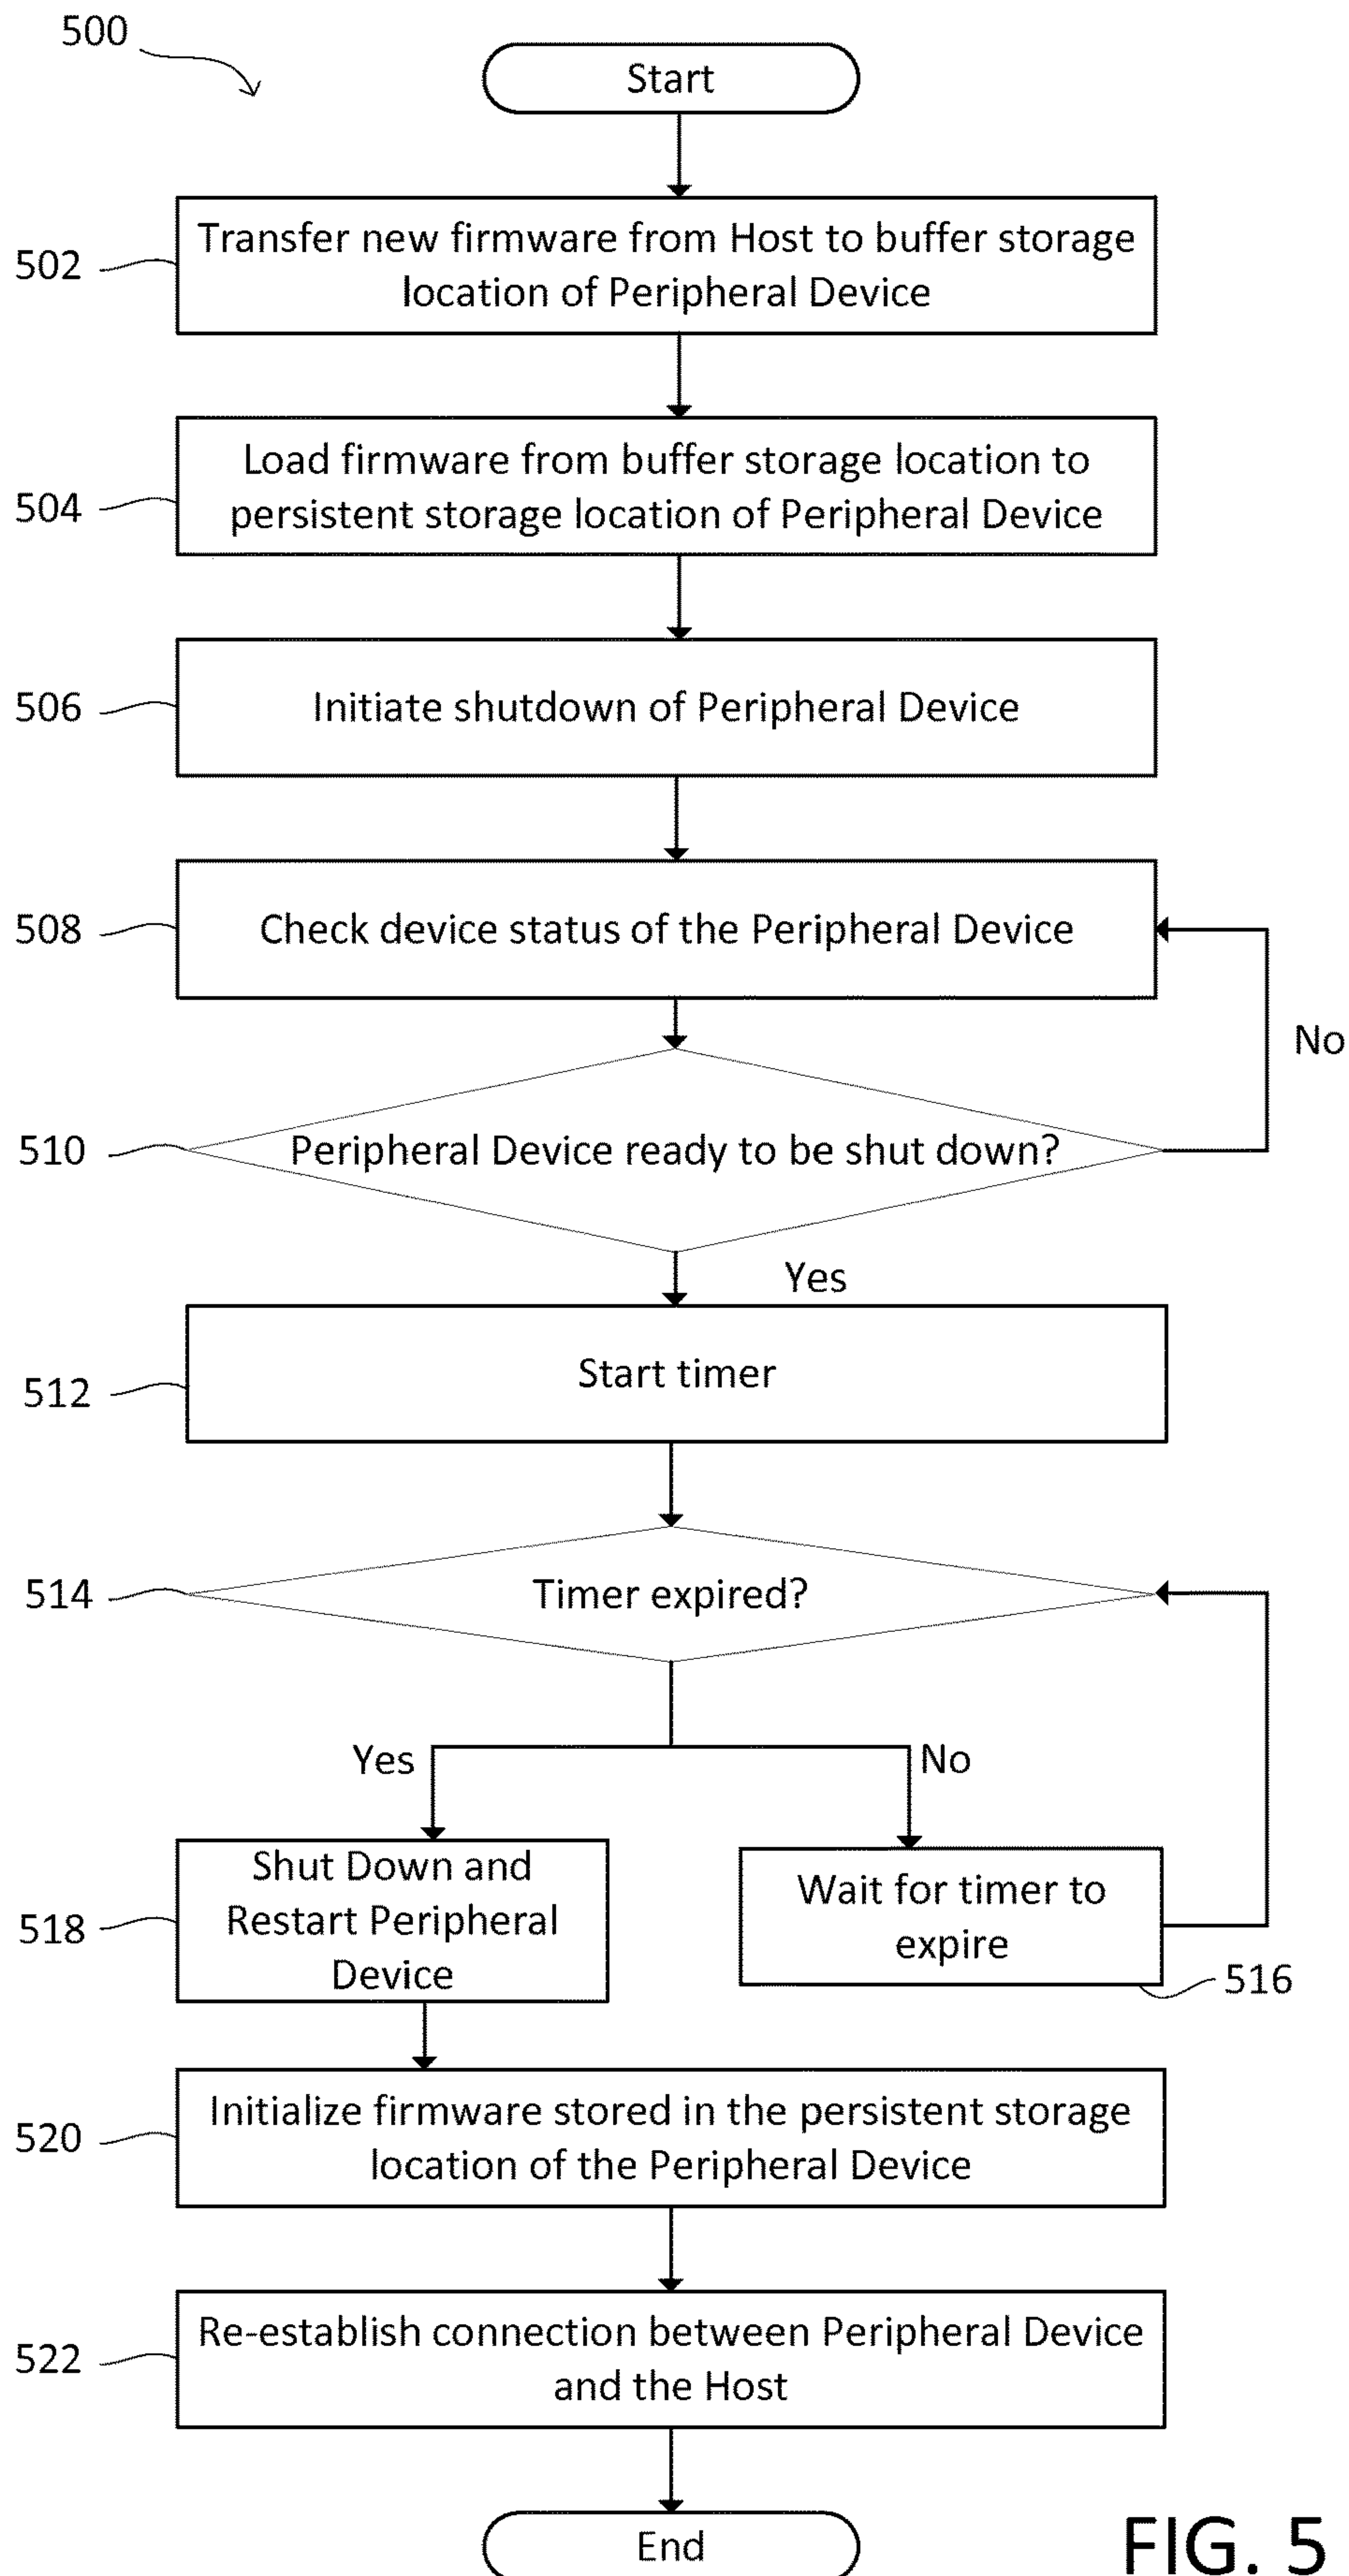 500
Start
502
Transfer new firmware from Host to buffer storage
location of Peripheral Device
504
Load firmware from buffer storage location to
persistent storage location of Peripheral Device
506
Initiate shutdown of Peripheral Device
508
Check device status of the Peripheral Device
No
510
Peripheral Device ready to be shut down?
Yes
512
Start timer
514
Timer expired?
Yes
No
518
Shut Down and
Restart Peripheral
Device
Wait for timer to
expire
516
520
Initialize firmware stored in the persistent storage
location of the Peripheral Device
522
Re-establish connection between Peripheral Device
and the Host
End
FIG. 5